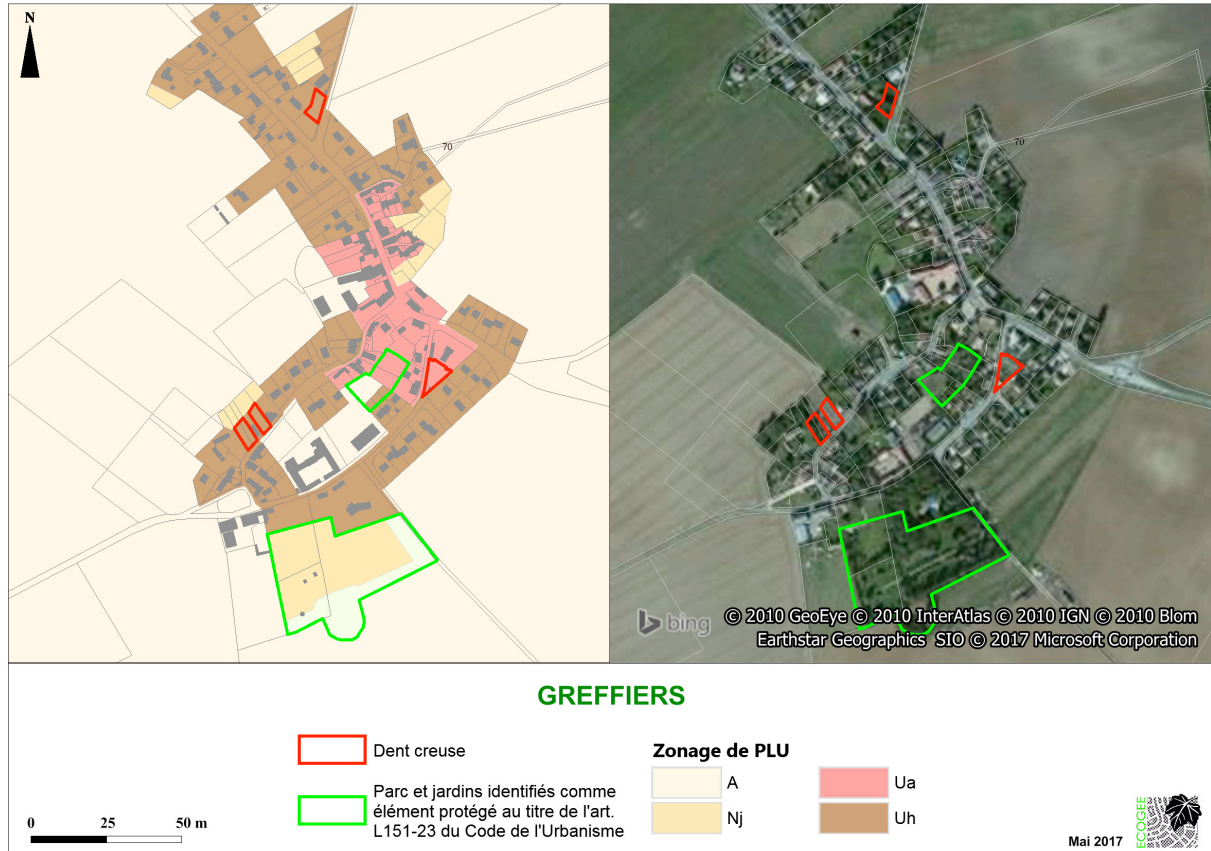 N
70
70
bing
© 2010 GeoEye © 2010 InterAtlas © 2010 IGN © 2010 Blom
Earthstar Geographics SIO © 2017 Microsoft Corporation
GREFFIERS
Dent creuse
Parc et jardins identifiés comme
élément protégé au titre de l'art.
L151-23 du Code de l'Urbanisme
Zonage de PLU
A
Nj
Ua
Uh
0 25 50 m
Mai 2017
ECOGEE